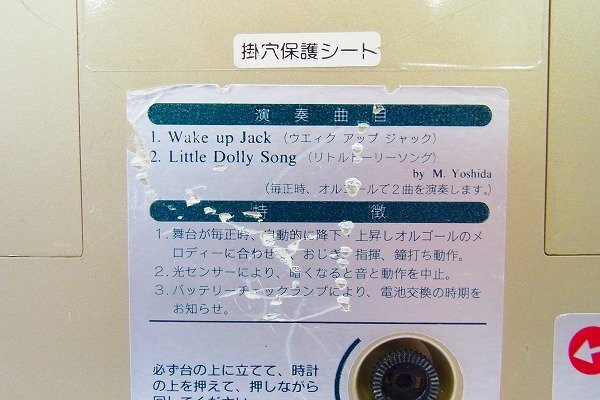 掛穴保護シート
演奏曲目
1. Wake up Jack （ウエィク アップ ジャック）
2. Little Dolly Song （リトルドーリーソング）
by M. Yoshida
（毎正時、オルゴールで2曲を演奏します。）
特 徴
1. 舞台が毎正時、自動的に降下、上昇しオルゴールのメ
ロディーに合わせ おじぎ、指揮、鐘打ち動作。
2. 光センサーにより、暗くなると音と動作を中止。
3. バッテリーチェックランプにより、電池交換の時期を
お知らせ。
必ず台の上に立てて、時計
の上を押えて、押しながら
回してください